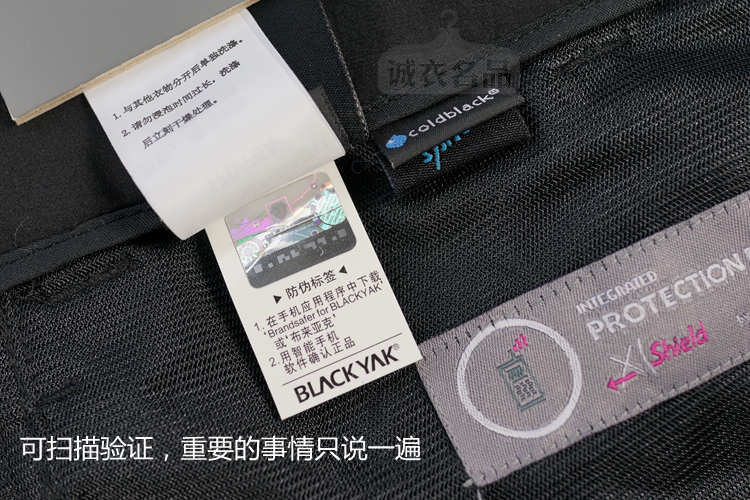 诚衣名品
1. 与其他衣物分开后单独洗涤。
2. 请勿浸泡时间过长，洗涤
后立刻干燥处理。
coldblack®
▶ 防伪标签 ◀
1. 在手机应用程序中下载
'Brandsafer for BLACKYAK'
或'布来亚克'
2. 用智能手机
软件确认正品
BLACKYAK®
INTEGRATED
PROTECTION
X Shield
可扫描验证，重要的事情只说一遍